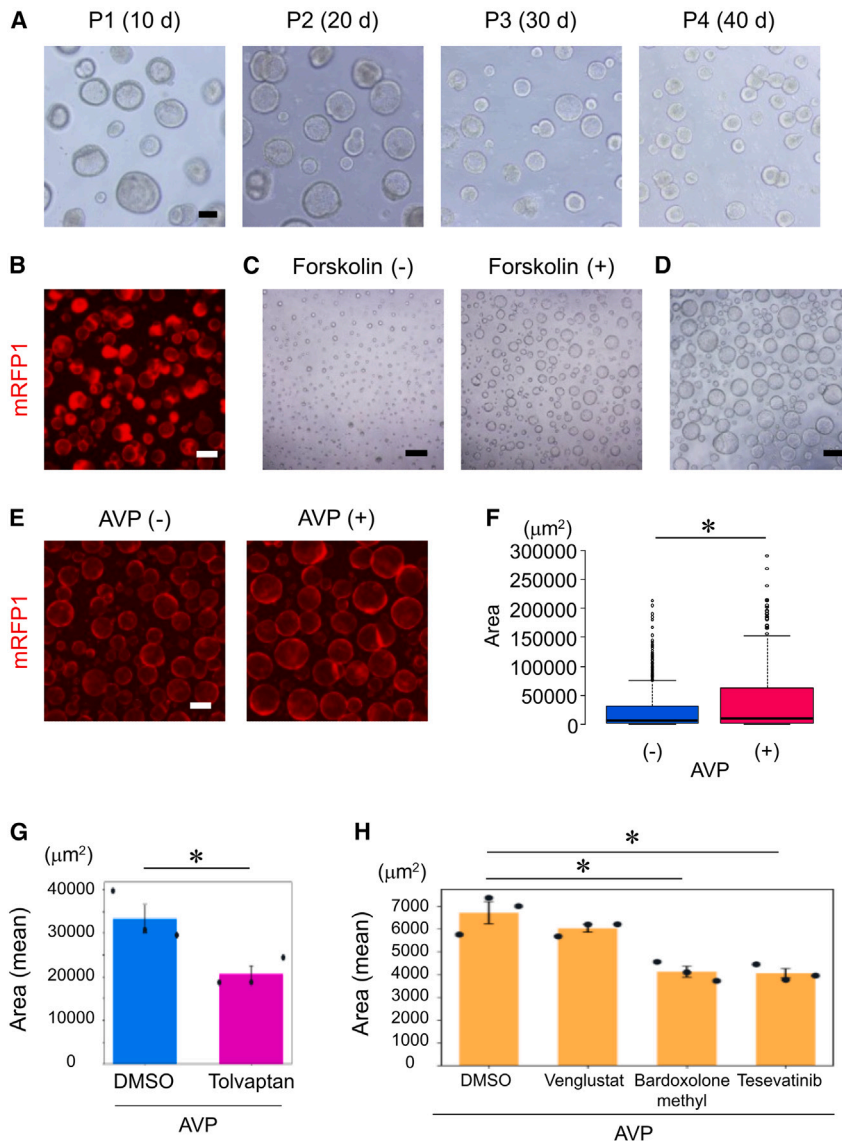 A
P1 (10 d)
P2 (20 d)
P3 (30 d)
P4 (40 d)
B
mRFP1
C
Forskolin (-)
Forskolin (+)
D
E
mRFP1
AVP (-)
AVP (+)
F
(μm²)
*
Area
300000
250000
200000
150000
100000
50000
0
(-)
(+)
AVP
G
(μm²)
*
Area (mean)
40000
30000
20000
10000
0
DMSO
Tolvaptan
AVP
H
(μm²)
*
*
Area (mean)
7000
6000
5000
4000
3000
2000
1000
0
DMSO
Venglustat
Bardoxolone
methyl
Tesevatinib
AVP